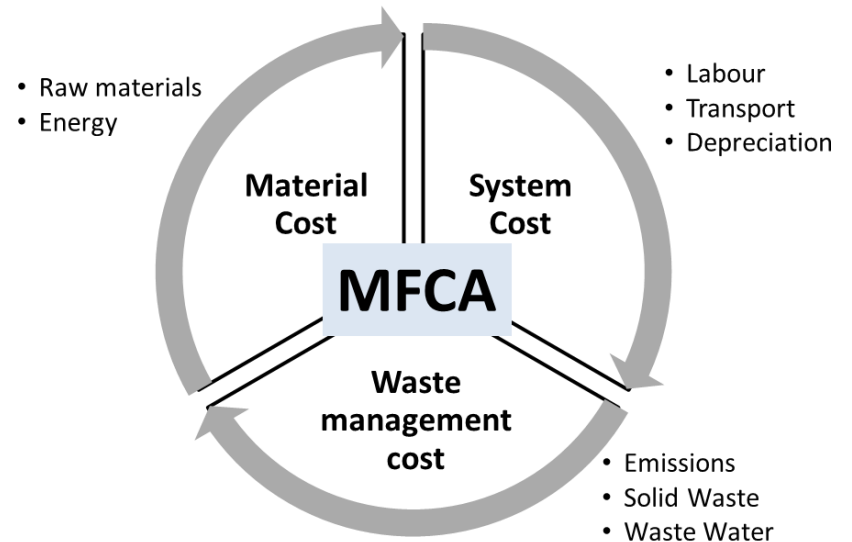 • Raw materials
• Energy
• Labour
• Transport
• Depreciation
Material
Cost
System
Cost
MFCA
Waste
management
cost
• Emissions
• Solid Waste
• Waste Water